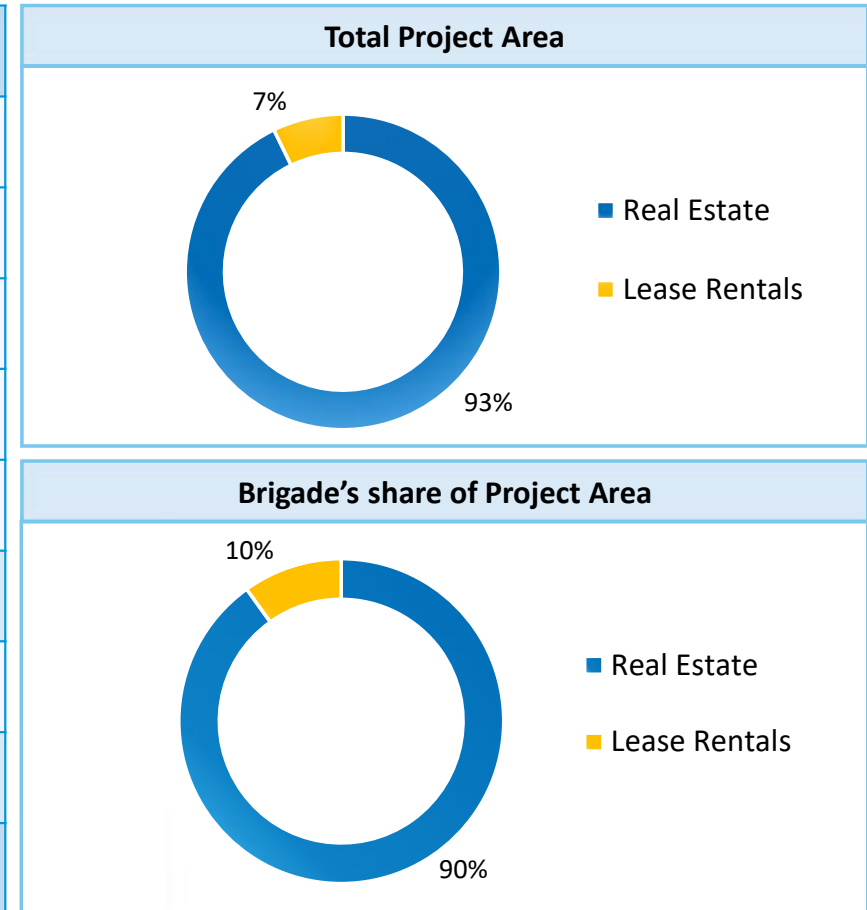 Total Project Area
7%
Real Estate
Lease Rentals
93%
Brigade’s share of Project Area
10%
Real Estate
Lease Rentals
90%